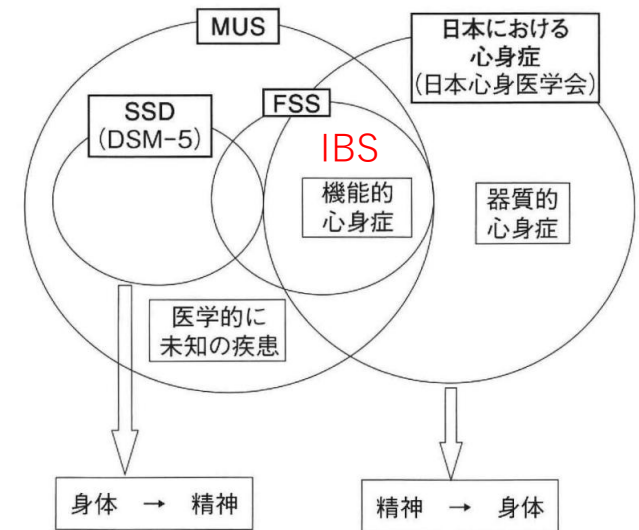 MUS
日本における
心身症
(日本心身医学会)
SSD
(DSM-5)
FSS
IBS
機能的
心身症
器質的
心身症
医学的に
未知の疾患
身体 → 精神
精神 → 身体